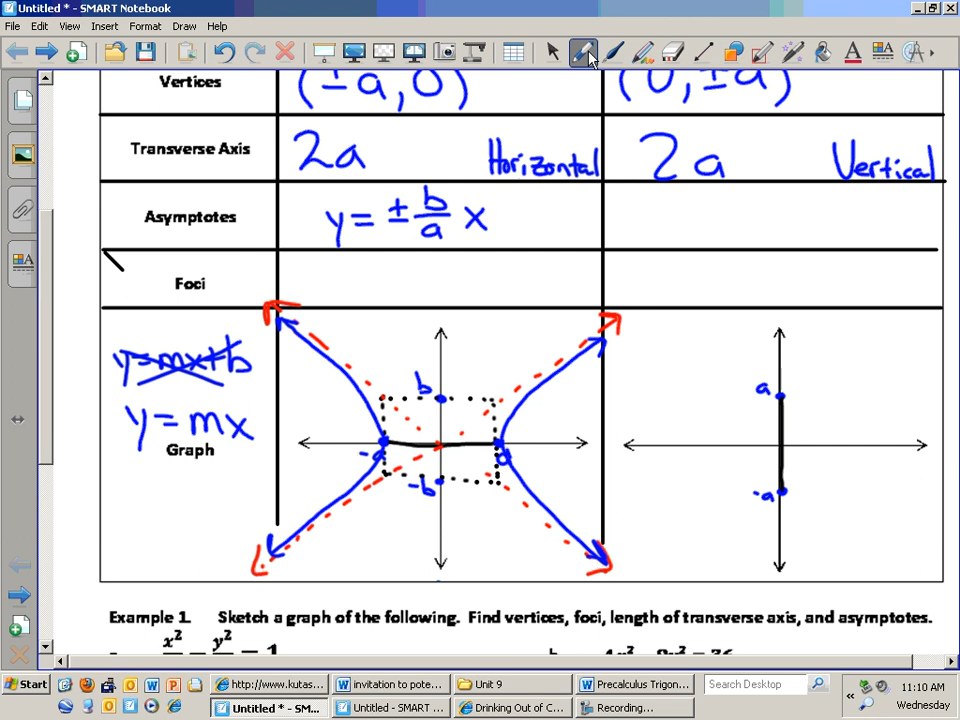 Untitled * - SMART Notebook
File Edit View Insert Format Draw Help
Vertices (±a,0) (0,±a)
Transverse Axis 2a Horizontal 2a Vertical
Asymptotes y = ± b/a x
Foci
y=mx+b
y = mx
Graph
b
-a a
-b
a
-a
Example 1. Sketch a graph of the following. Find vertices, foci, length of transverse axis, and asymptotes.
x² y² = 1
Start
http://www.kutas...
invitation to pote...
Unit 9
Precalculus Trigon...
Search Desktop
11:10 AM
Untitled * - S...
Untitled - SMART ...
Drinking Out of C...
Recording...
Wednesday